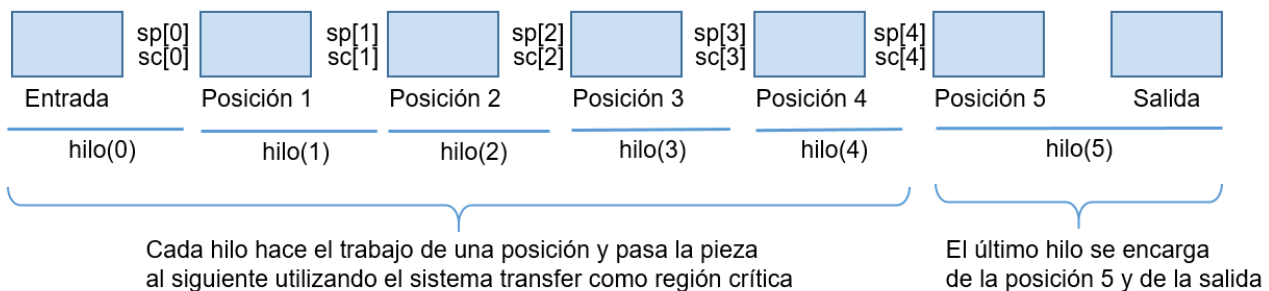 sp[0] sp[1] sp[2] sp[3] sp[4]
sc[0] sc[1] sc[2] sc[3] sc[4]
Entrada Posición 1 Posición 2 Posición 3 Posición 4 Posición 5 Salida
hilo(0) hilo(1) hilo(2) hilo(3) hilo(4) hilo(5)
Cada hilo hace el trabajo de una posición y pasa la pieza
al siguiente utilizando el sistema transfer como región crítica
El último hilo se encarga
de la posición 5 y de la salida